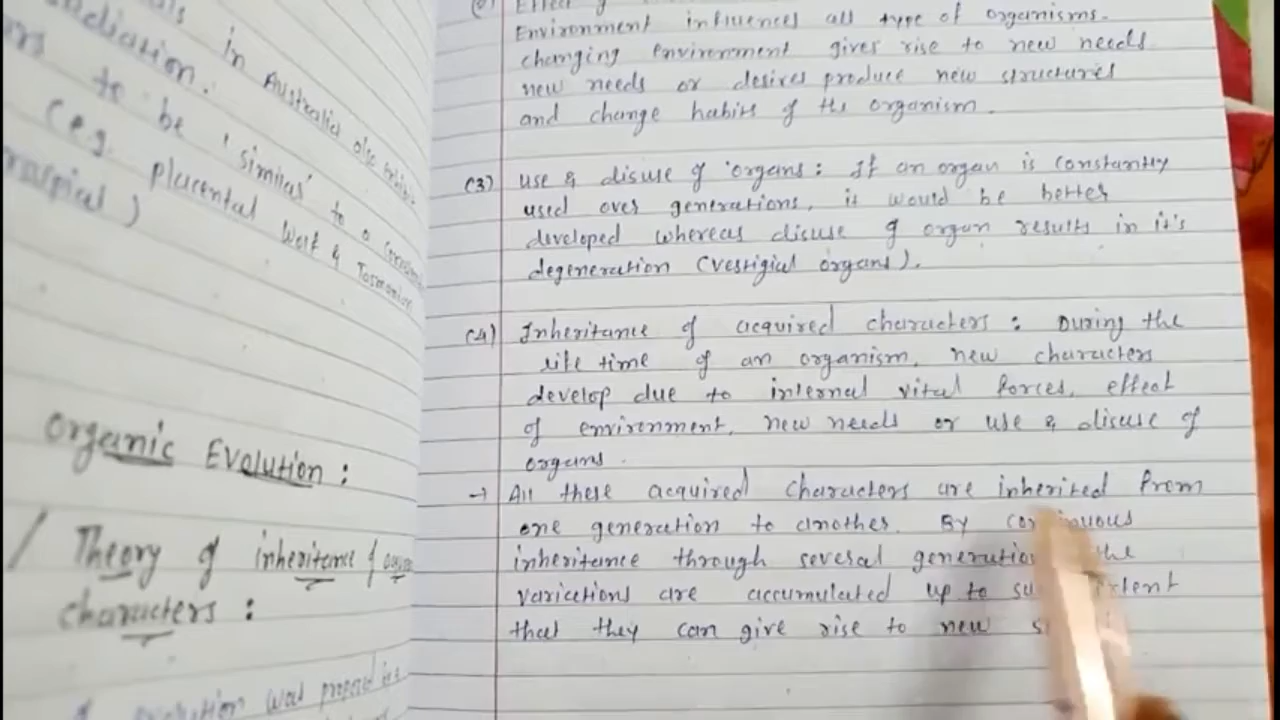 in Australia also
to be 'similar' to a
(eg. placental Wolf & Tasmanian
Organic Evolution :
Theory of inheritance of
characters :
evolution was
Environment influences all type of organisms.
changing environment gives rise to new needs
new needs or desires produce new structures
and change habits of the organism.
(3) use & disuse of organs : If an organ is constantly
used over generations, it would be better
developed whereas disuse of organ results in it's
degeneration (vestigial organs).
(4) Inheritance of acquired characters : During the
life time of an organism, new characters
develop due to internal vital forces, effect
of environment, new needs or use & disuse of
organs.
→ All these acquired characters are inherited from
one generation to another. By
inheritance through several the
variations are accumulated up to
that they can give rise to new